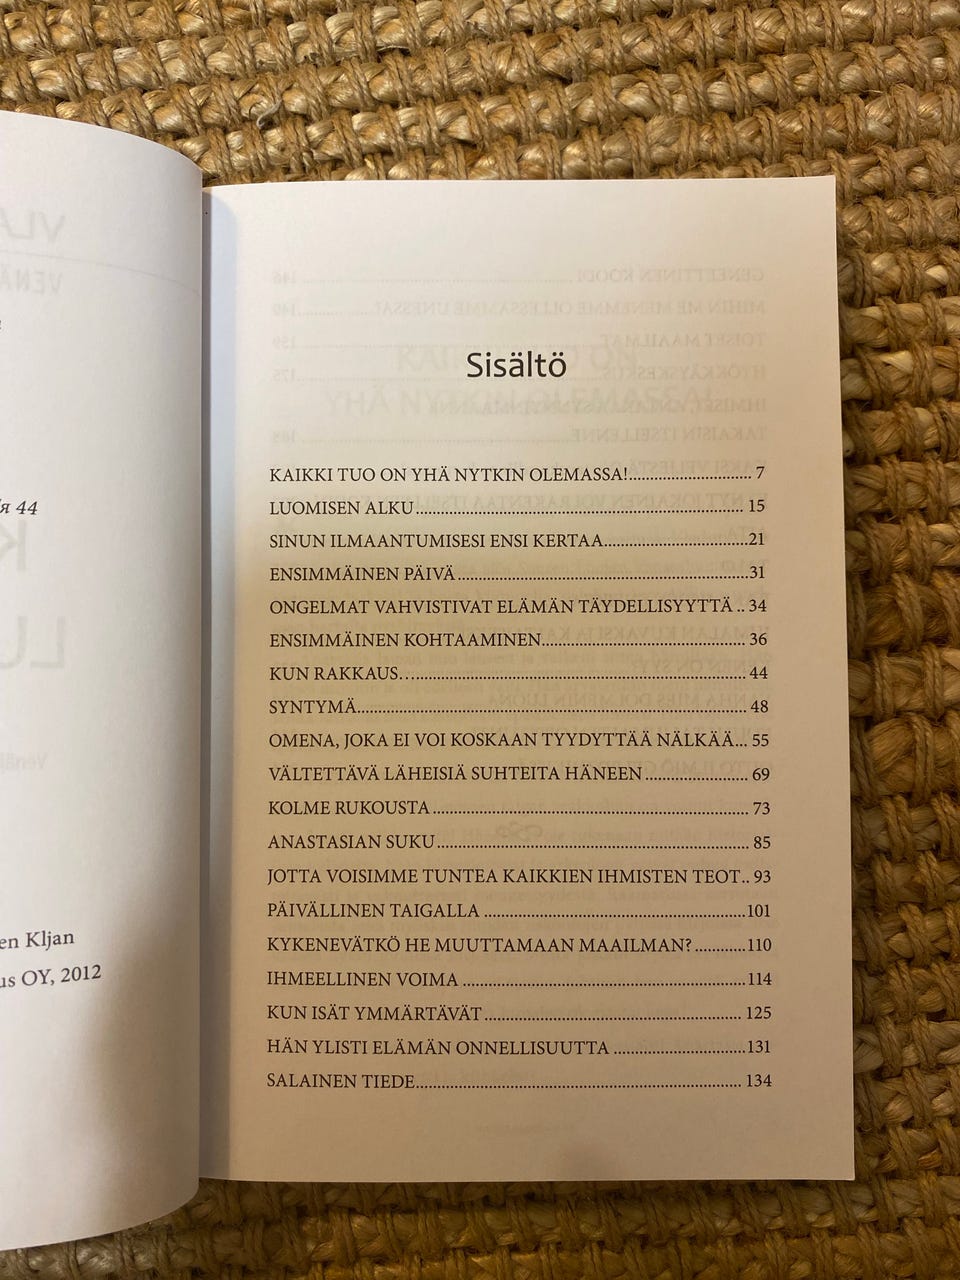 Я 44
en Kljan
us OY, 2012
Sisältö
KAIKKI TUO ON YHÄ NYTKIN OLEMASSA! 7
LUOMISEN ALKU 15
SINUN ILMAANTUMISESI ENSI KERTAA 21
ENSIMMÄINEN PÄIVÄ 31
ONGELMAT VAHVISTIVAT ELÄMÄN TÄYDELLISYYTTÄ .. 34
ENSIMMÄINEN KOHTAAMINEN 36
KUN RAKKAUS… 44
SYNTYMÄ 48
OMENA, JOKA EI VOI KOSKAAN TYYDYTTÄÄ NÄLKÄÄ... 55
VÄLTETTÄVÄ LÄHEISIÄ SUHTEITA HÄNEEN 69
KOLME RUKOUSTA 73
ANASTASIAN SUKU 85
JOTTA VOISIMME TUNTEA KAIKKIEN IHMISTEN TEOT.. 93
PÄIVÄLLINEN TAIGALLA 101
KYKENEVÄTKÖ HE MUUTTAMAAN MAAILMAN? 110
IHMEELLINEN VOIMA 114
KUN ISÄT YMMÄRTÄVÄT 125
HÄN YLISTI ELÄMÄN ONNELLISUUTTA 131
SALAINEN TIEDE 134